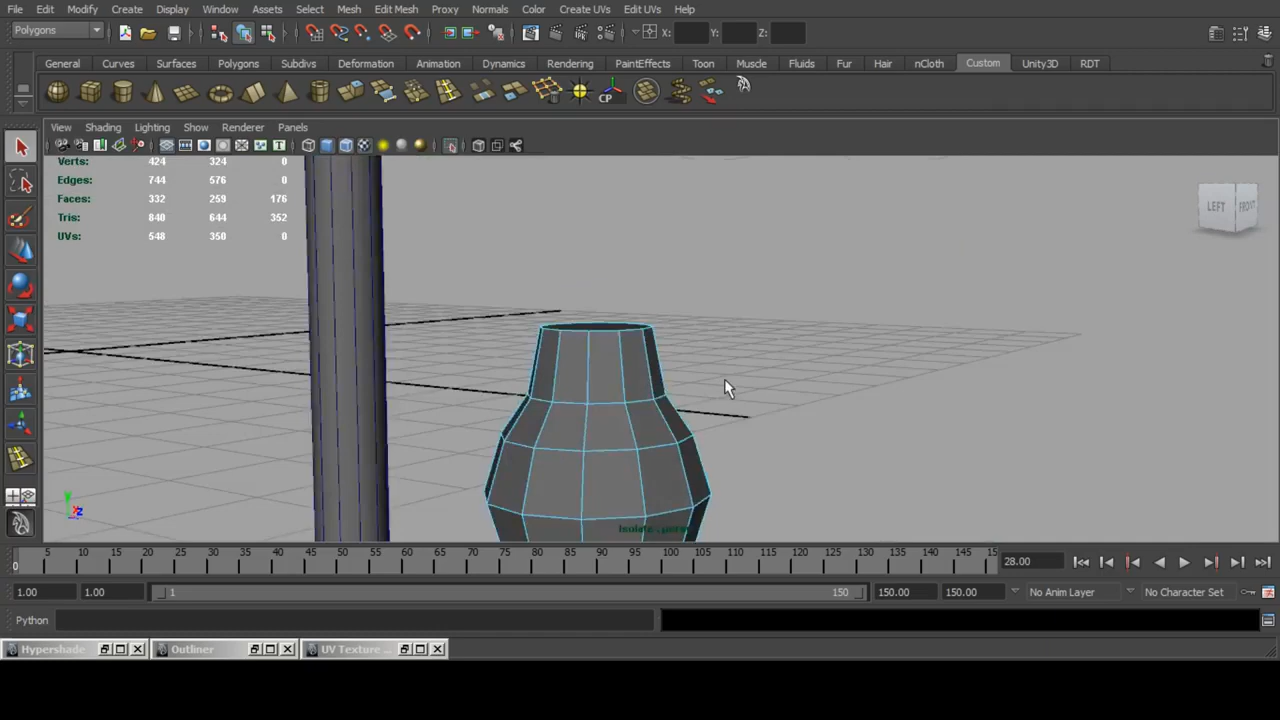 File Edit Modify Create Display Window Assets Select Mesh Edit Mesh Proxy Normals Color Create UVs Edit UVs Help
Polygons X: Y: Z:
General Curves Surfaces Polygons Subdivs Deformation Animation Dynamics Rendering PaintEffects Toon Muscle Fluids Fur Hair nCloth Custom Unity3D RDT
CP
View Shading Lighting Show Renderer Panels
Verts: 424 324 0
Edges: 744 576 0
Faces: 332 259 176
Tris: 840 644 352
UVs: 548 350 0
LEFT FRONT
isolate : persp
5 10 15 20 25 30 35 40 45 50 55 60 65 70 75 80 85 90 95 100 105 110 115 120 125 130 135 140 145 15
0 28.00
1.00 1.00 1 150 150.00 150.00 No Anim Layer No Character Set
Python
Hypershade Outliner UV Texture ...